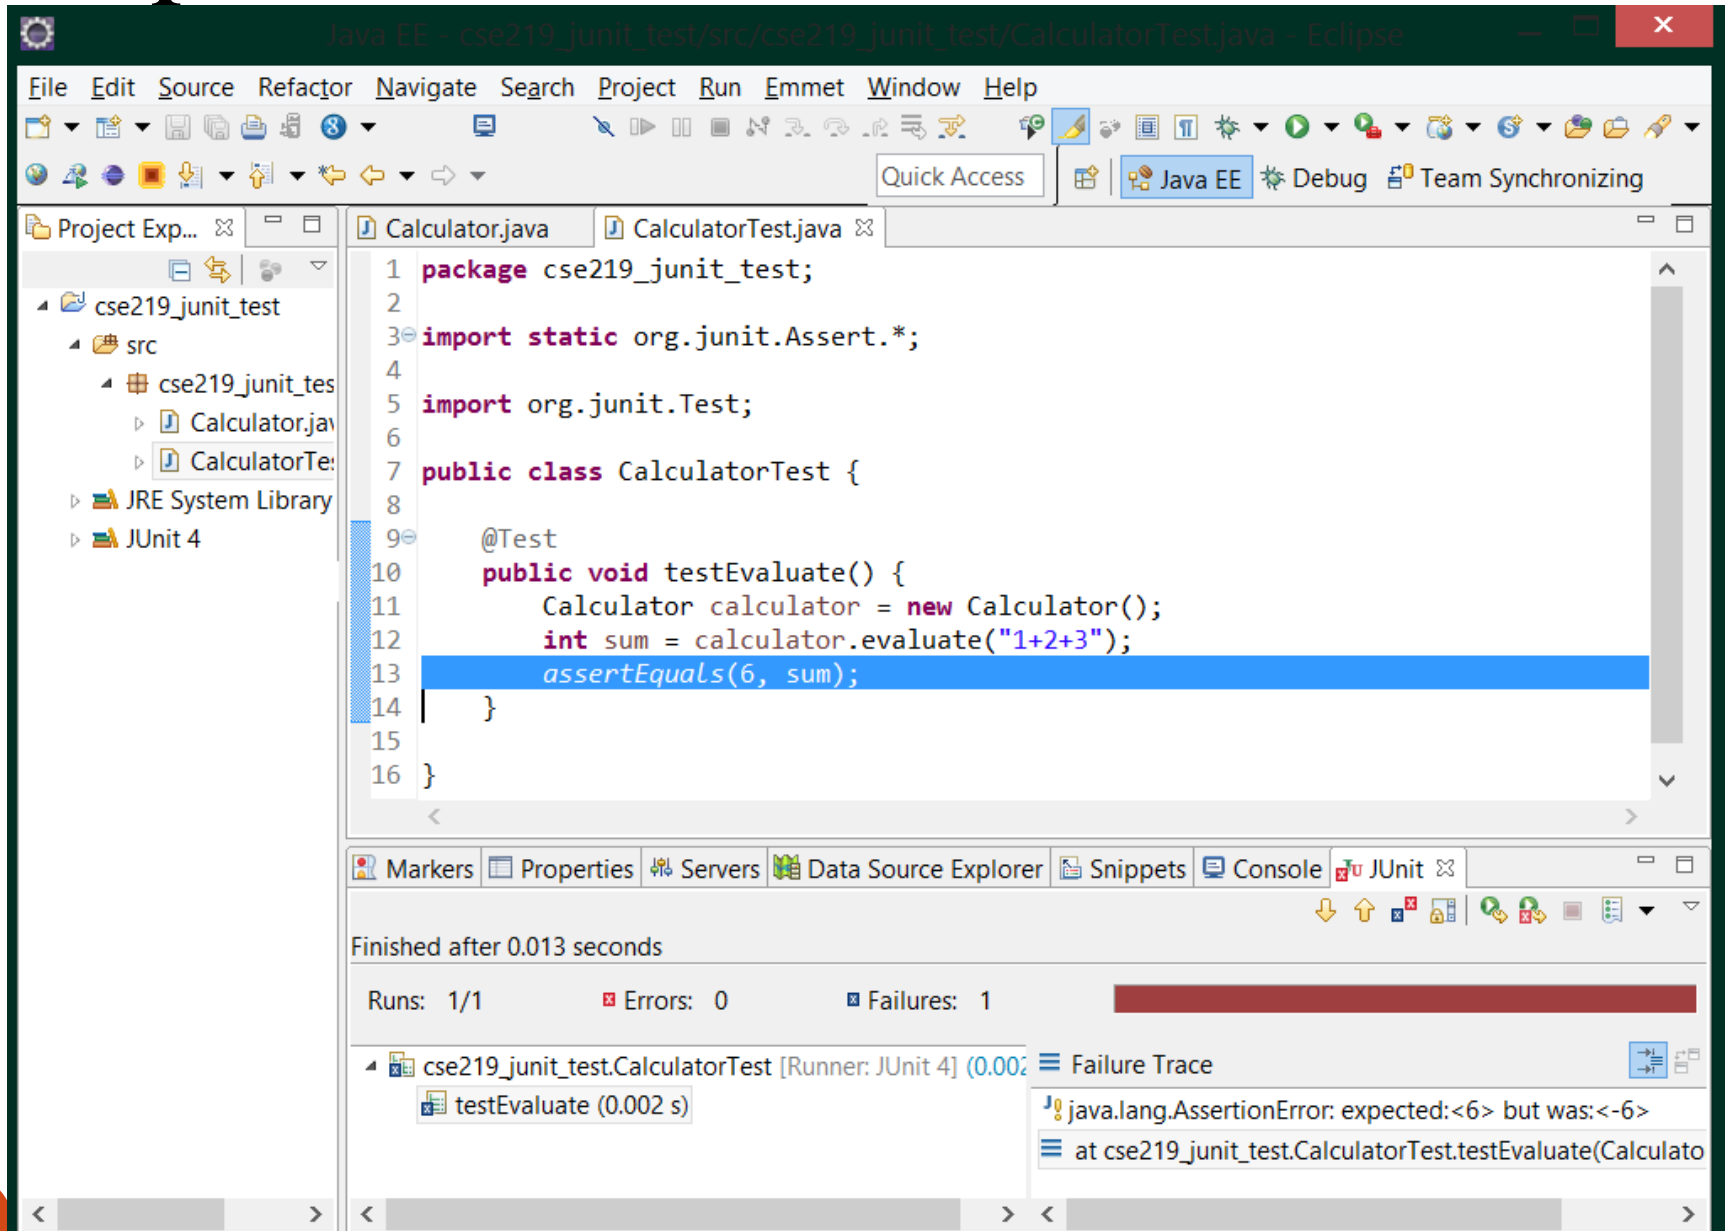 Java EE - cse219_junit_test/src/cse219_junit_test/CalculatorTest.java - Eclipse
File Edit Source Refactor Navigate Search Project Run Emmet Window Help
Quick Access Java EE Debug Team Synchronizing
Project Exp...
cse219_junit_test
src
cse219_junit_tes
Calculator.jav
CalculatorTes
JRE System Library
JUnit 4
Calculator.java CalculatorTest.java
1 package cse219_junit_test;
2
3 import static org.junit.Assert.*;
4
5 import org.junit.Test;
6
7 public class CalculatorTest {
8
9 @Test
10 public void testEvaluate() {
11 Calculator calculator = new Calculator();
12 int sum = calculator.evaluate("1+2+3");
13 assertEquals(6, sum);
14 }
15
16 }
Markers Properties Servers Data Source Explorer Snippets Console JUnit
Finished after 0.013 seconds
Runs: 1/1 Errors: 0 Failures: 1
cse219_junit_test.CalculatorTest [Runner: JUnit 4] (0.002
testEvaluate (0.002 s)
Failure Trace
java.lang.AssertionError: expected:<6> but was:<-6>
at cse219_junit_test.CalculatorTest.testEvaluate(Calculato